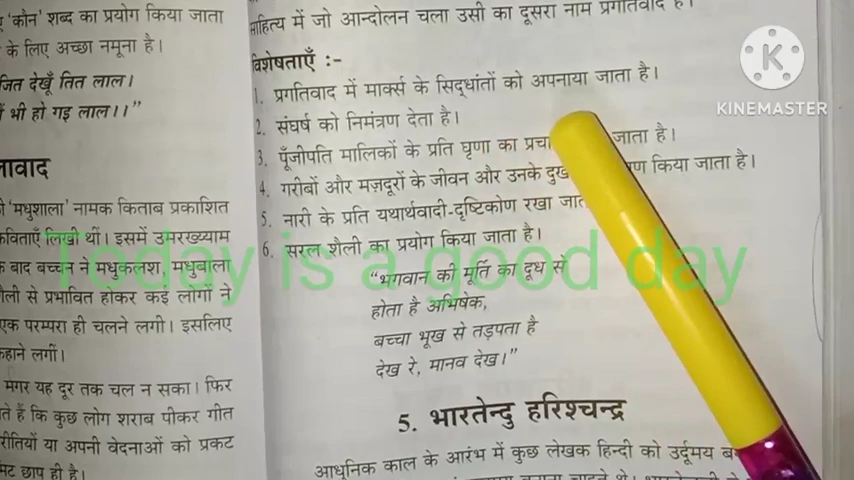 ‘कौन’ शब्द का प्रयोग किया जाता
के लिए अच्छा नमूना है।
जित देखूँ तित लाल।
भी हो गइ लाल।।”
‘मधुशाला’ नामक किताब प्रकाशित
लिखी थीं। इसमें उमरखय्याम
बाद बच्चन ने मधुकलश, मधुबाला
से प्रभावित होकर कई लोगों ने
एक परम्परा ही चलने लगी। इसलिए
लगीं।
मगर यह दूर तक चल न सका। फिर
हैं कि कुछ लोग शराब पीकर गीत
या अपनी वेदनाओं को प्रकट
छाप ही है।
साहित्य में जो आन्दोलन चला उसी का दूसरा नाम प्रगतिवाद है।
विशेषताएँ :-
1. प्रगतिवाद में मार्क्स के सिद्धांतों को अपनाया जाता है।
2. संघर्ष को निमंत्रण देता है।
3. पूँजीपति मालिकों के प्रति घृणा का जाता है।
4. गरीबों और मज़दूरों के जीवन और उनके किया जाता है।
5. नारी के प्रति यथार्थवादी-दृष्टिकोण रखा
6. सरल शैली का प्रयोग किया जाता है।
“भगवान की मूर्ति का दूध से
होता है अभिषेक,
बच्चा भूख से तड़पता है
देख रे, मानव देख।”
5. भारतेन्दु हरिश्चन्द्र
आधुनिक काल के आरंभ में कुछ लेखक हिन्दी को उर्दूमय
KINEMASTER
Today is a good day